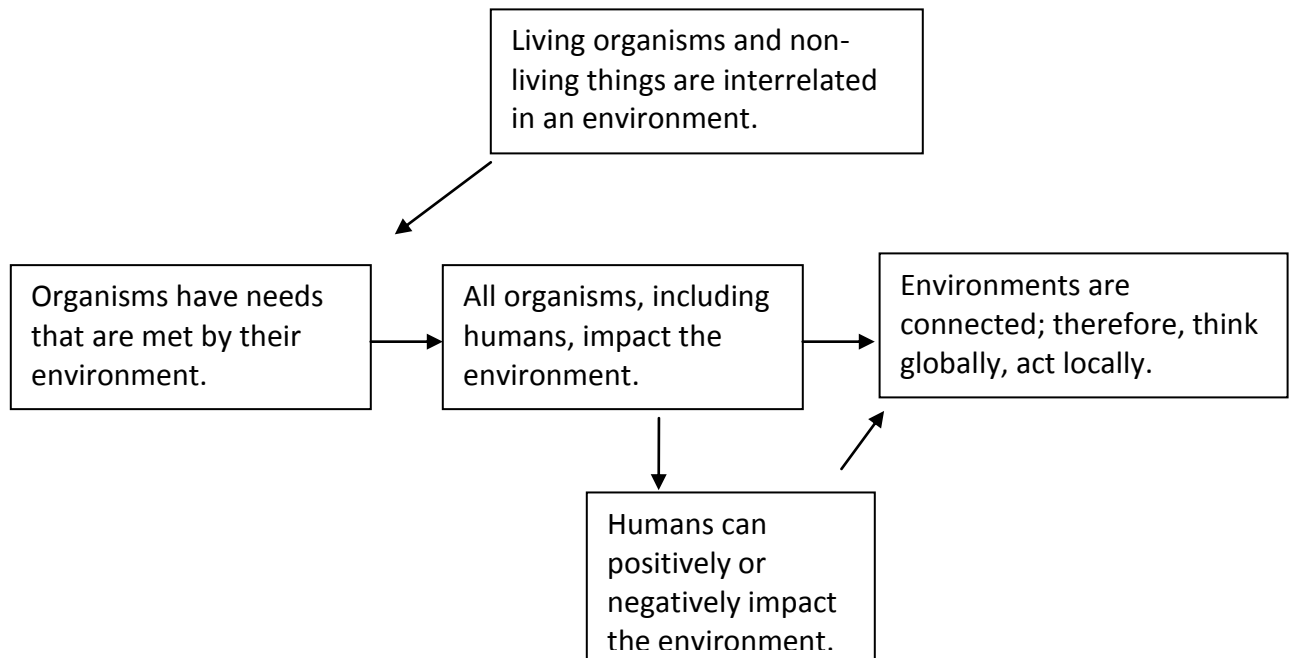 Living organisms and non-
living things are interrelated
in an environment.
Organisms have needs
that are met by their
environment.
All organisms, including
humans, impact the
environment.
Environments are
connected; therefore, think
globally, act locally.
Humans can
positively or
negatively impact
the environment.